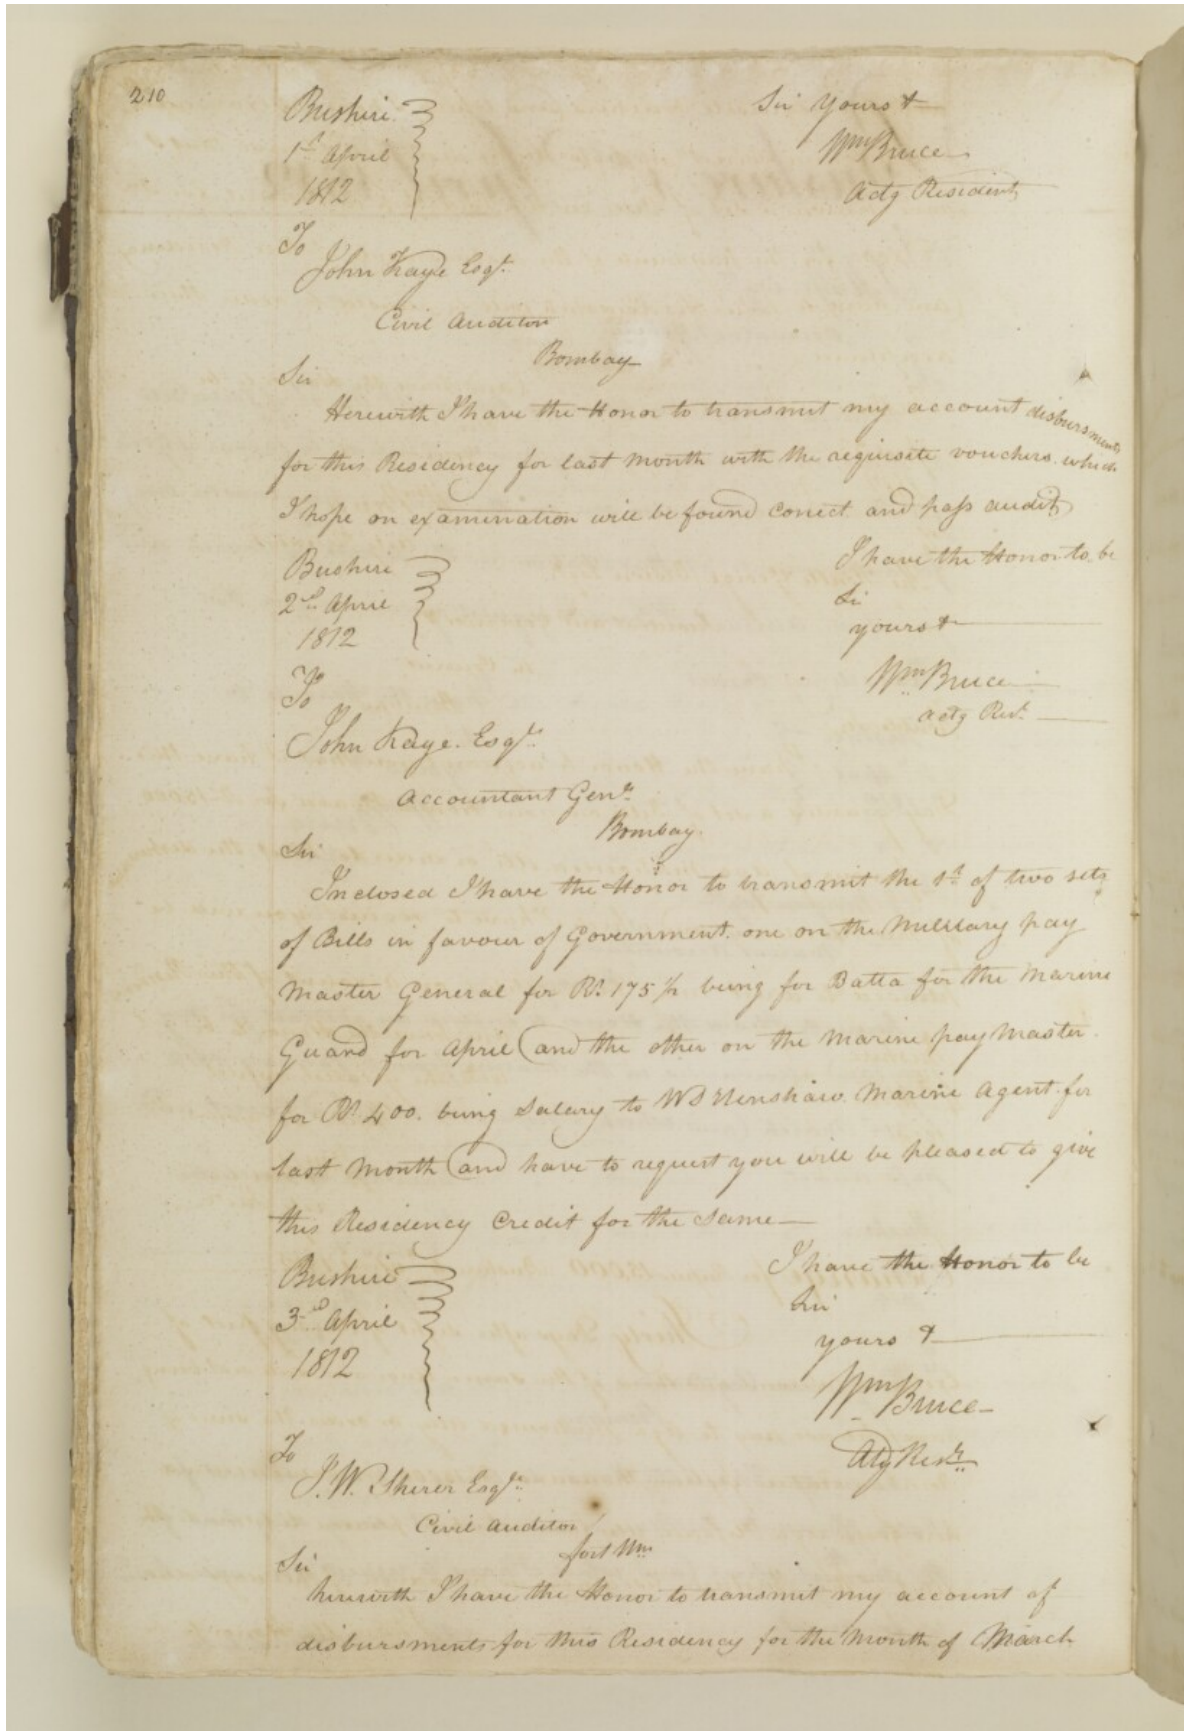 210
Bushire
1st April
1812
Sir yours &
Wm Bruce
Actg Resident
To
John Kaye Esqr.
Civil Auditor
Bombay
Sir
Herewith I have the Honor to transmit my account disbursments
for this Residency for last Month with the requisite vouchers which
I hope on examination will be found correct and pass audit
Bushire
2nd April
1812
I have the Honor to be
Sir
yours &
Wm Bruce
Actg Rest.
To
John Kaye. Esqr.
Accountant Genl.
Bombay.
Sir
Inclosed I have the Honor to transmit the 1st of two sets
of Bills in favour of Government. one on the Military pay
Master General for Rs. 175 1/2 being for Batta for the Marine
Guard for April and the other on the Marine pay Master
for Rs. 400. being Salary to Marine Agent for
last Month and have to request you will be pleased to give
this Residency Credit for the Same
Bushire
3rd April
1812
I have the Honor to be
Sir
yours &
Wm Bruce
Actg Rest.
To
J.W. Sherer Esqr.
Civil Auditor
fort Wm
Sir
herewith I have the Honor to transmit my account of
disbursments for this Residency for the Month of March